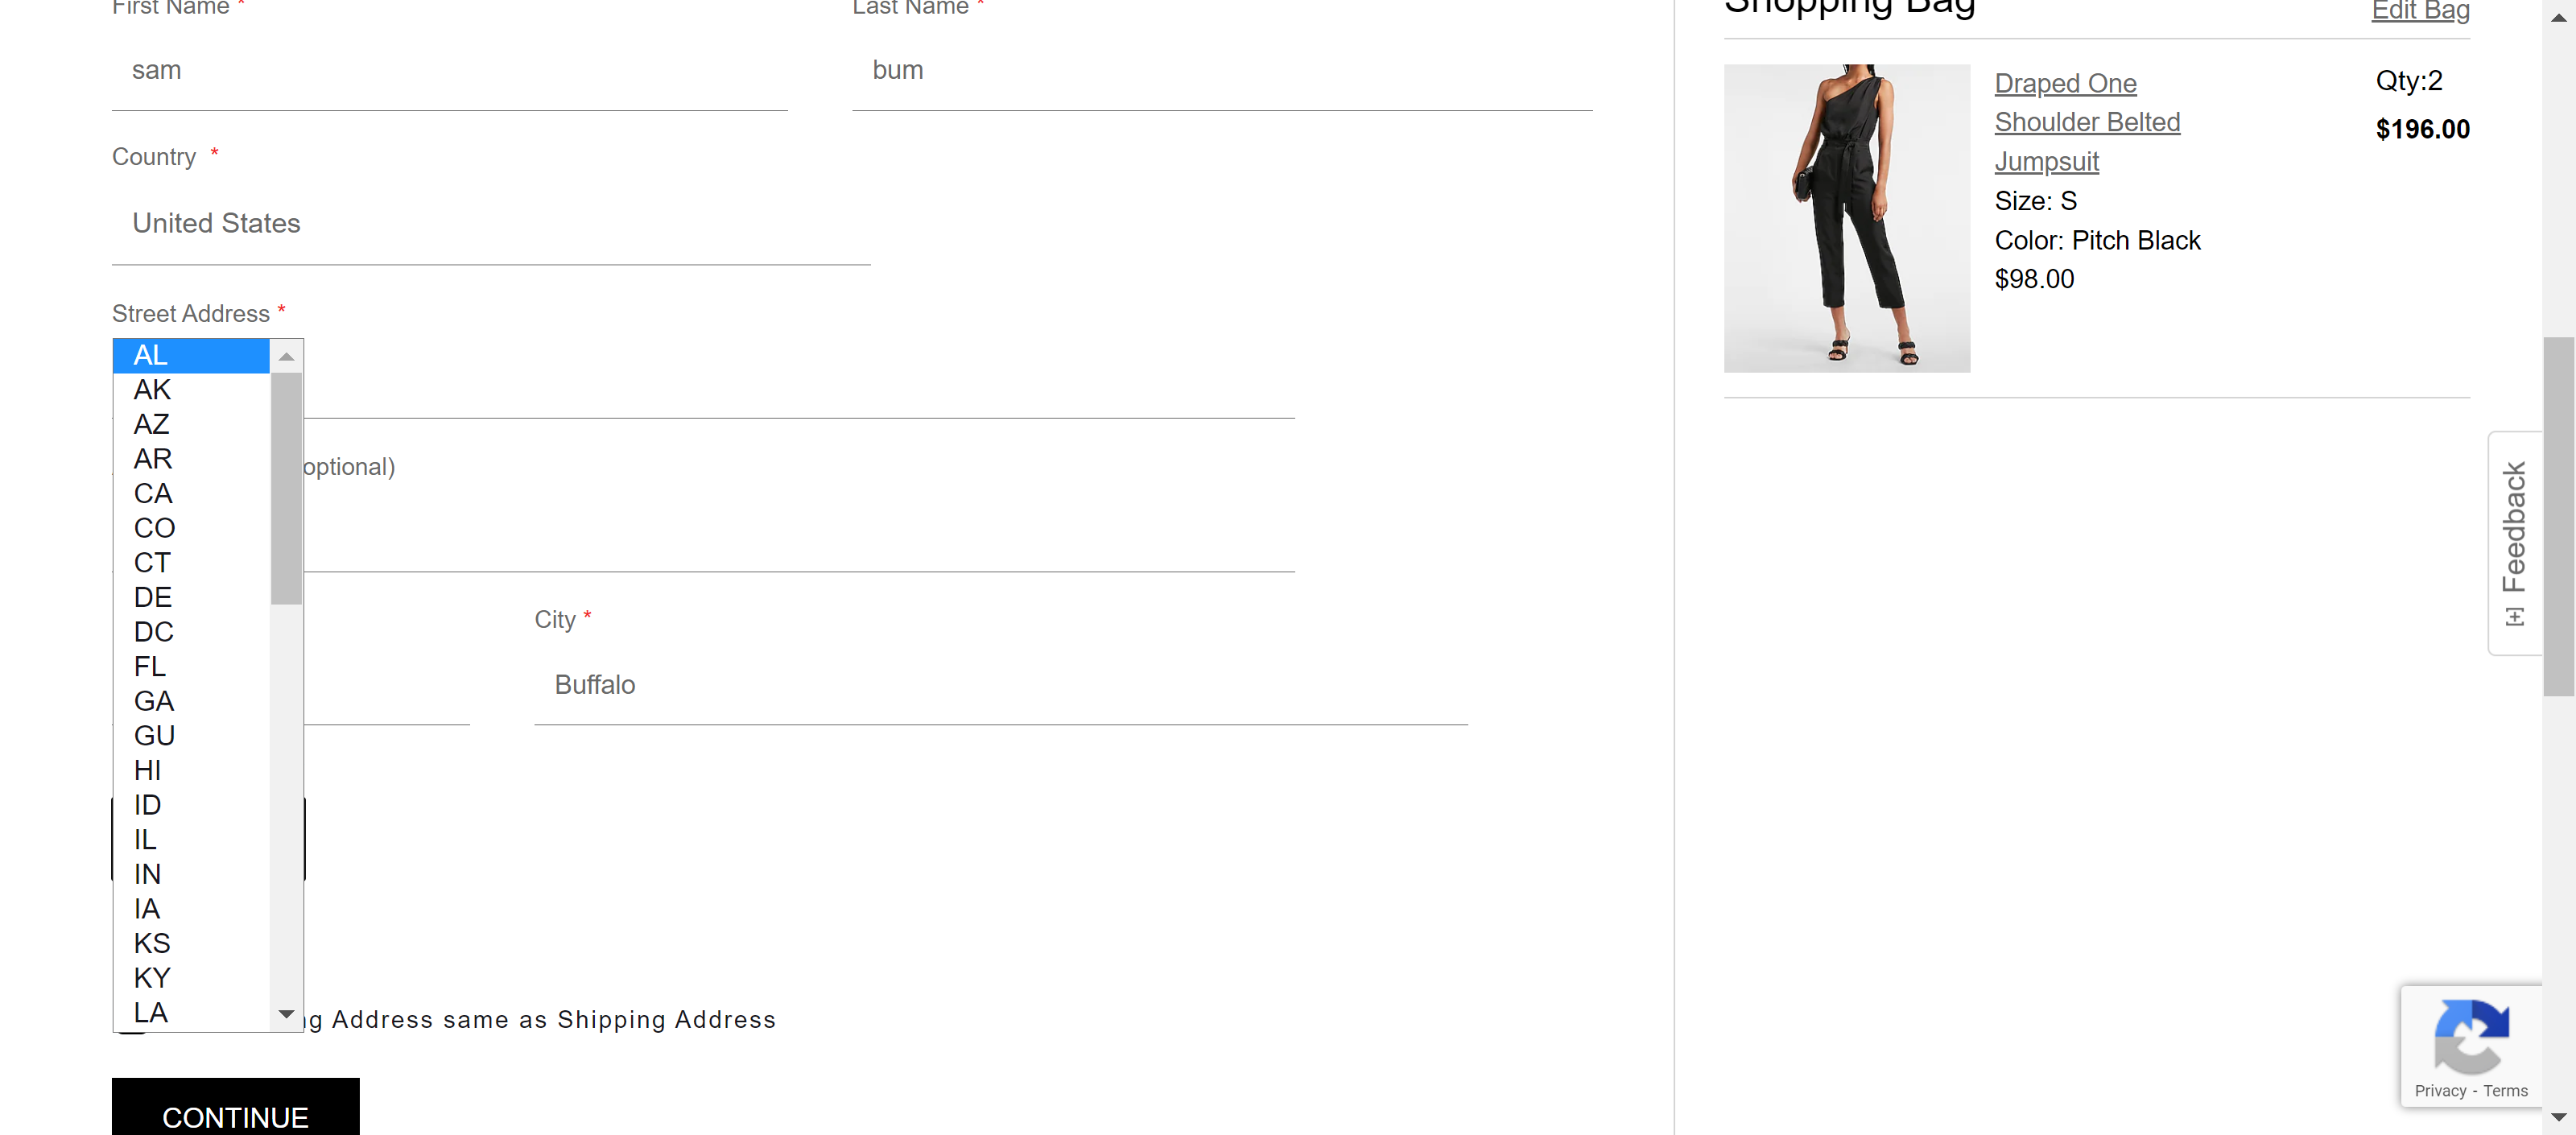 First Name *
Last Name *
sam
bum
Country *
United States
Street Address *
AL
AK
AZ
AR
CA
CO
CT
DE
DC
FL
GA
GU
HI
ID
IL
IN
IA
KS
KY
LA
optional)
City *
Buffalo
g Address same as Shipping Address
CONTINUE
Shopping Bag
Edit Bag
Draped One
Shoulder Belted
Jumpsuit
Size: S
Color: Pitch Black
$98.00
Qty:2
$196.00
[+] Feedback
Privacy - Terms